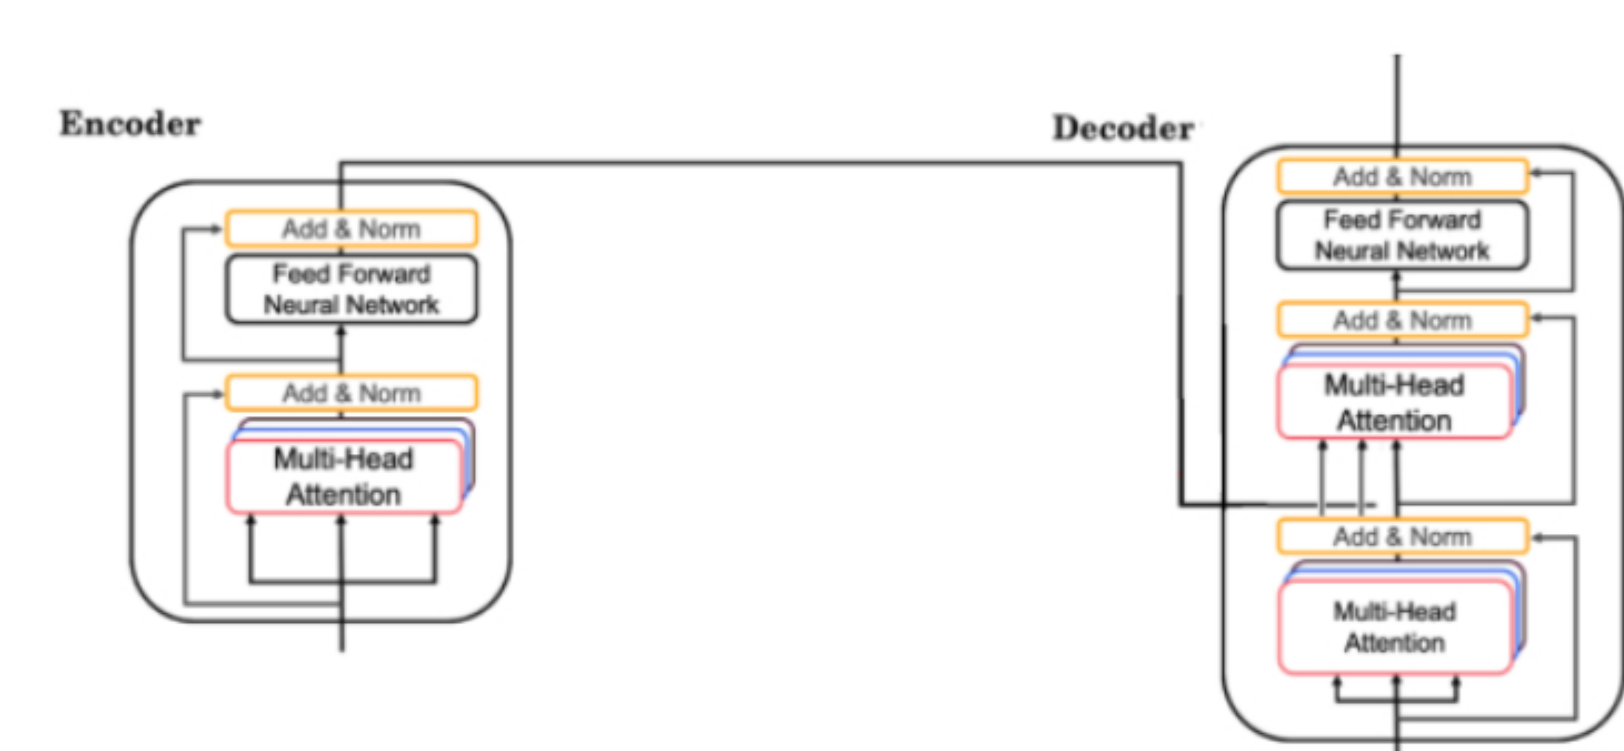 Encoder
Add & Norm
Feed Forward
Neural Network
Add & Norm
Multi-Head
Attention
Decoder
Add & Norm
Feed Forward
Neural Network
Add & Norm
Multi-Head
Attention
Add & Norm
Multi-Head
Attention